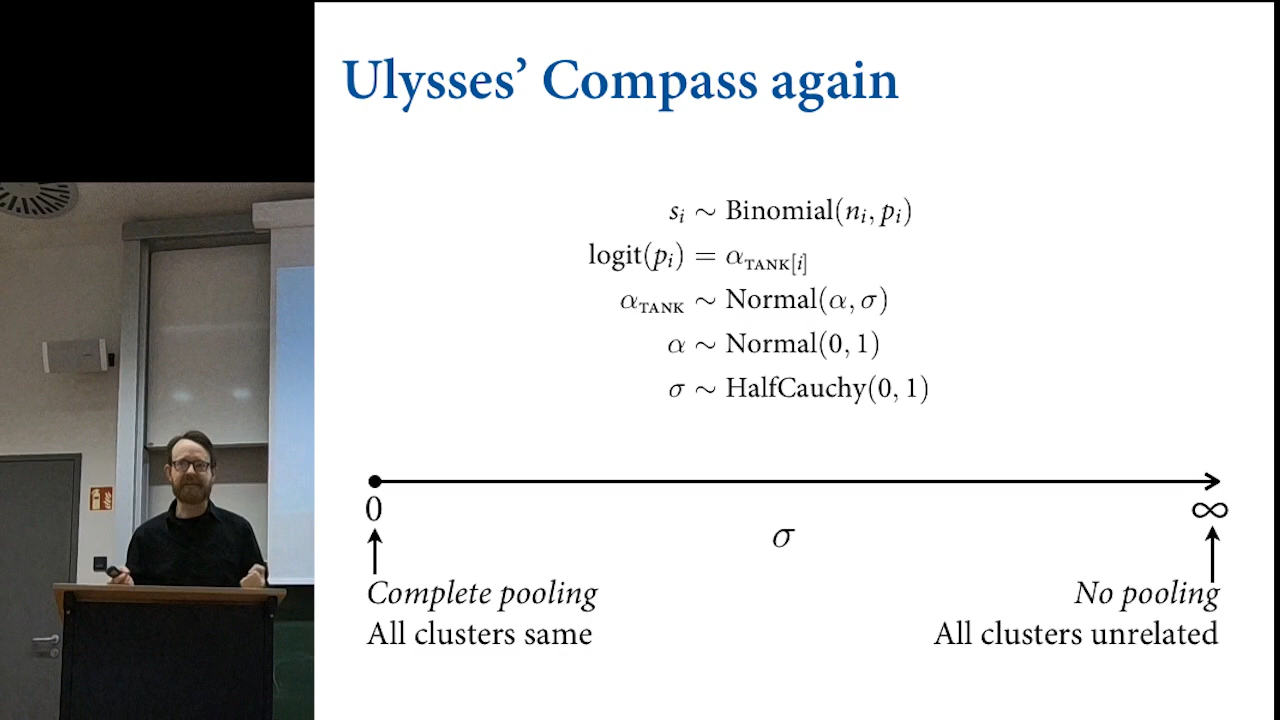 Ulysses’ Compass again
sᵢ ~ Binomial(nᵢ, pᵢ)
logit(pᵢ) = α_TANK[i]
α_TANK ~ Normal(α, σ)
α ~ Normal(0, 1)
σ ~ HalfCauchy(0, 1)
0 ∞
σ
Complete pooling No pooling
All clusters same All clusters unrelated